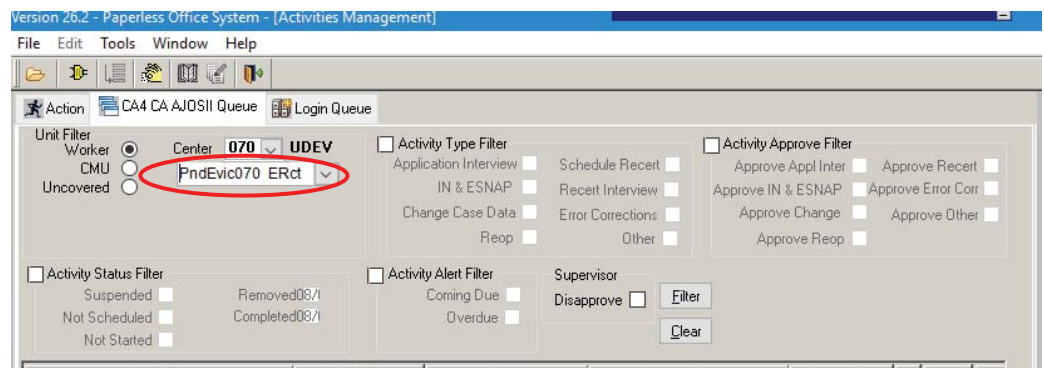 Version 26.2 - Paperless Office System - [Activities Management]
File Edit Tools Window Help
Action CA4 CA AJOSII Queue Login Queue
Unit Filter
Worker
CMU
Uncovered
Center 070 UDEV
PndEvic070 ERct
Activity Type Filter
Application Interview Schedule Recert
IN & ESNAP Recert Interview
Change Case Data Error Corrections
Reop Other
Activity Approve Filter
Approve Appl Inter Approve Recert
Approve IN & ESNAP Approve Error Corr
Approve Change Approve Other
Approve Reop
Activity Status Filter
Suspended Removed08/
Not Scheduled Completed08/
Not Started
Activity Alert Filter
Coming Due
Overdue
Supervisor
Disapprove
Filter
Clear